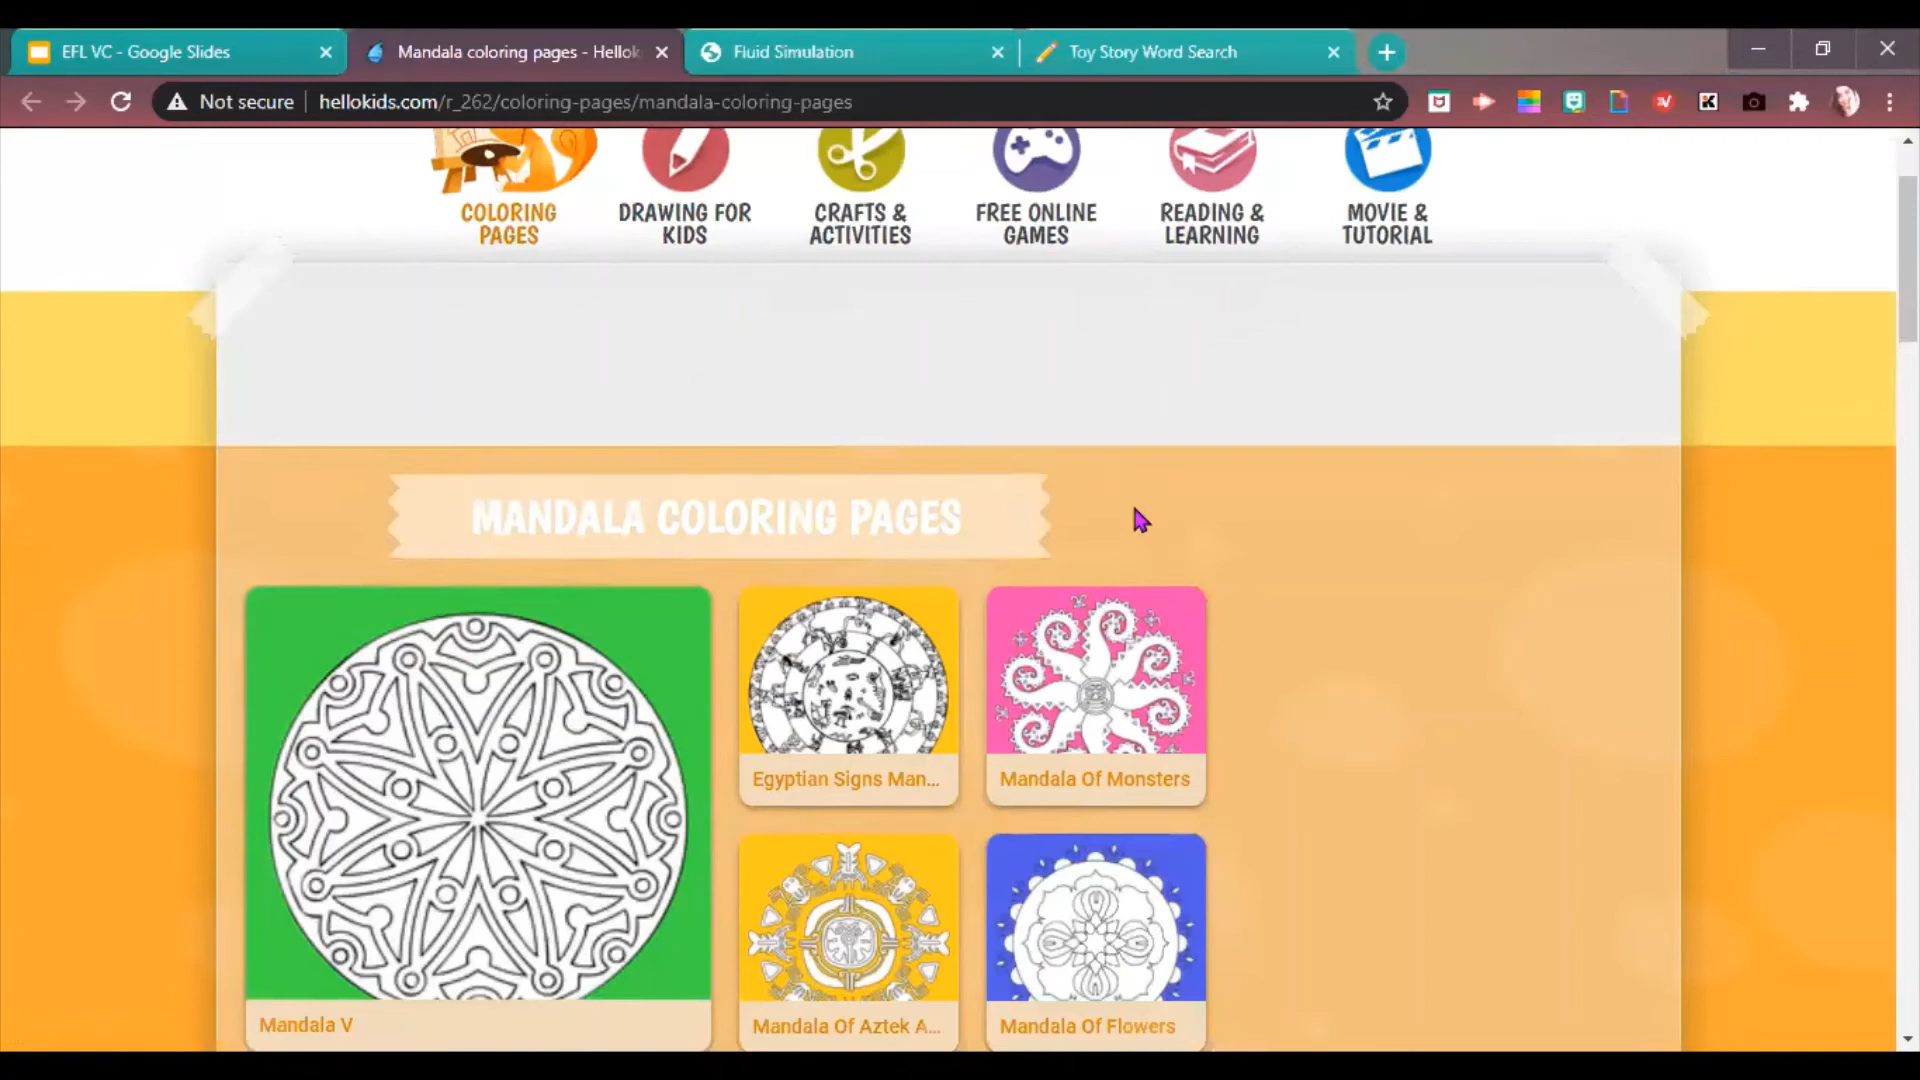 EFL VC - Google Slides
Mandala coloring pages - Hellok
Fluid Simulation
Toy Story Word Search
Not secure
hellokids.com/r_262/coloring-pages/mandala-coloring-pages
COLORING
PAGES
DRAWING FOR
KIDS
CRAFTS &
ACTIVITIES
FREE ONLINE
GAMES
READING &
LEARNING
MOVIE &
TUTORIAL
MANDALA COLORING PAGES
Egyptian Signs Man...
Mandala Of Monsters
Mandala V
Mandala Of Aztek A...
Mandala Of Flowers